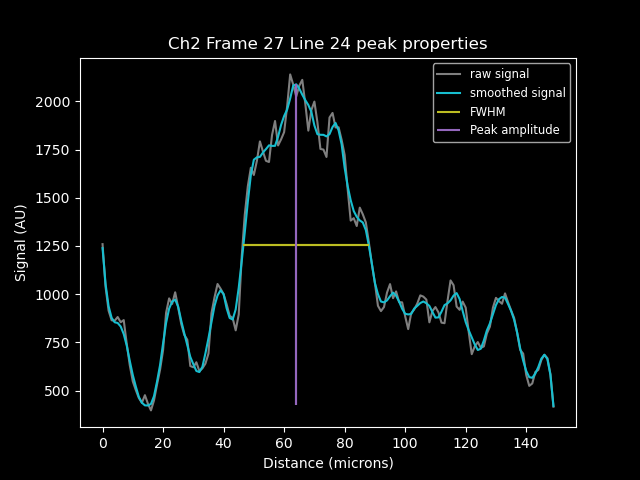 Ch2 Frame 27 Line 24 peak properties
raw signal
smoothed signal
FWHM
Peak amplitude
Signal (AU)
2000
1750
1500
1250
1000
750
500
0 20 40 60 80 100 120 140
Distance (microns)